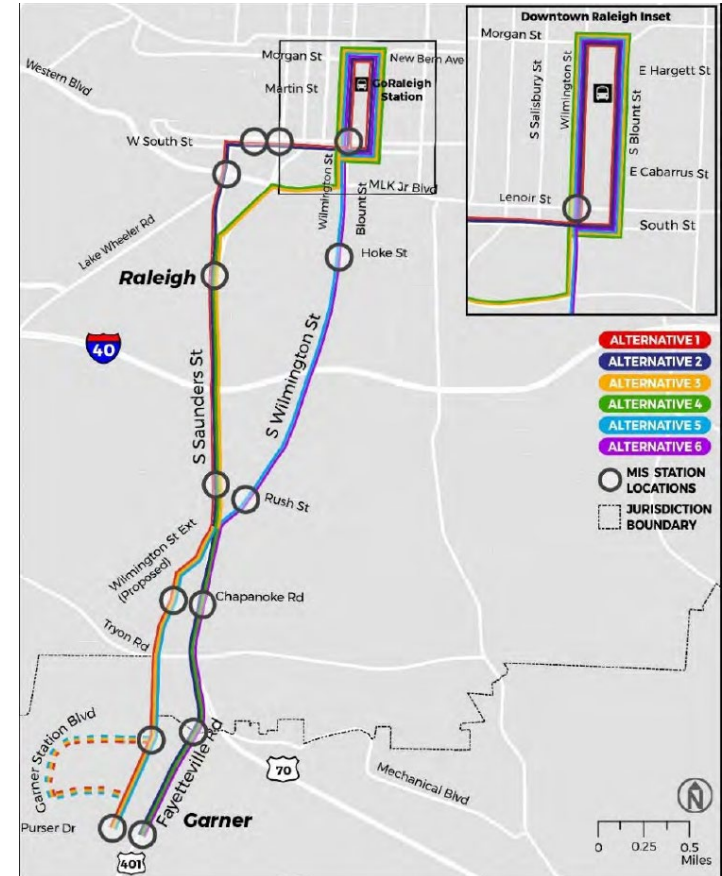 Downtown Raleigh Inset
Morgan St
S Salisbury St
Wilmington St
E Hargett St
S Blount St
E Cabarrus St
Lenoir St
South St
Western Blvd
Morgan St
New Bern Ave
Martin St
GoRaleigh
Station
W South St
Wilmington St
Blount St
MLK Jr Blvd
Lake Wheeler Rd
Hoke St
Raleigh
40
S Saunders St
S Wilmington St
ALTERNATIVE 1
ALTERNATIVE 2
ALTERNATIVE 3
ALTERNATIVE 4
ALTERNATIVE 5
ALTERNATIVE 6
MIS STATION
LOCATIONS
JURISDICTION
BOUNDARY
Rush St
Wilmington St Ext
(Proposed)
Chapanoke Rd
Tryon Rd
Garner Station Blvd
Fayetteville Rd
70
Mechanical Blvd
Purser Dr
Garner
401
N
0 0.25 0.5
Miles